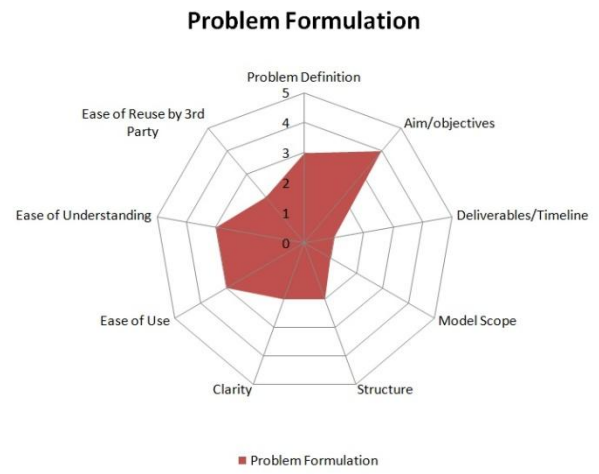 Problem Formulation
Problem Definition
5
4
3
2
1
0
Aim/objectives
Deliverables/Timeline
Model Scope
Structure
Clarity
Ease of Use
Ease of Understanding
Ease of Reuse by 3rd
Party
Problem Formulation